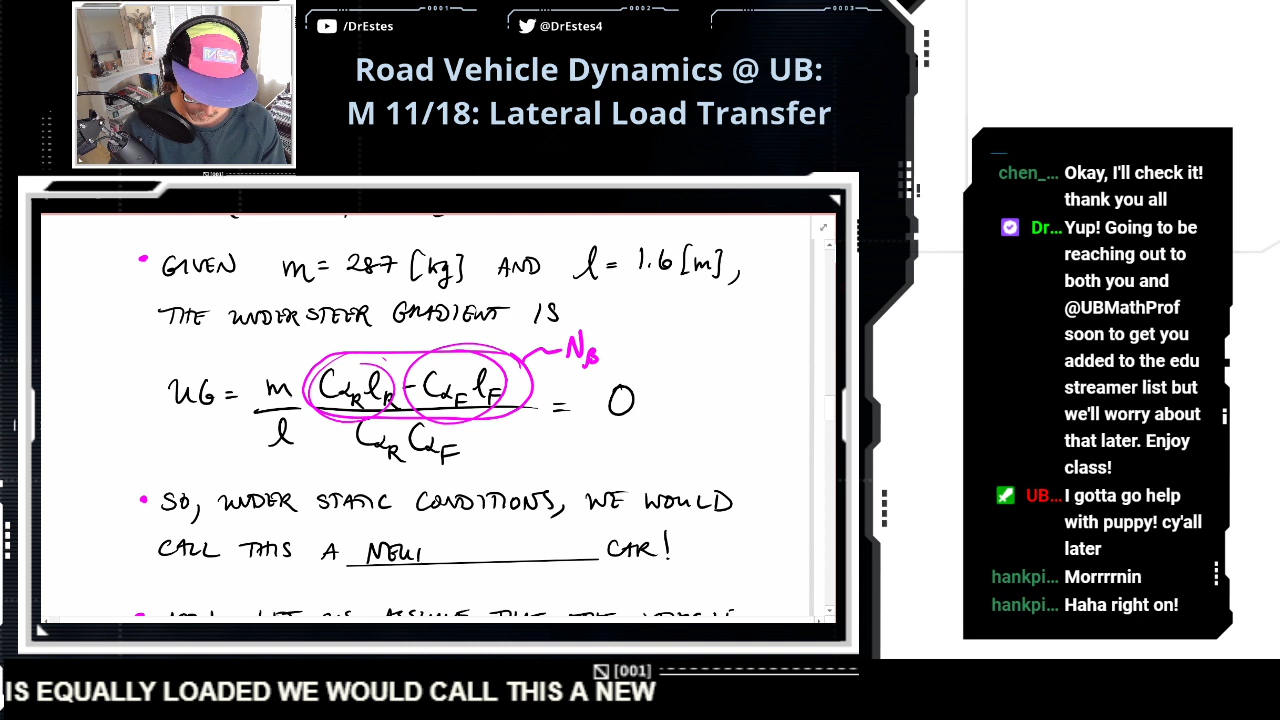 0001
0002
0003
/DrEstes
@DrEstes4
Road Vehicle Dynamics @ UB:
M 11/18: Lateral Load Transfer
[001]
• GIVEN m = 287 [kg] AND l = 1.6 [m],
THE UNDERSTEER GRADIENT IS
Nβ
UG = m/l (CαR lR - CαF lF)/(CαR CαF) = 0
• SO, UNDER STATIC CONDITIONS, WE WOULD
CALL THIS A NEU CAR!
chen_... Okay, I'll check it!
thank you all
Dr... Yup! Going to be
reaching out to
both you and
@UBMathProf
soon to get you
added to the edu
streamer list but
we'll worry about
that later. Enjoy
class!
UB... I gotta go help
with puppy! cy'all
later
hankpi... Morrrrnin
hankpi... Haha right on!
[001]
IS EQUALLY LOADED WE WOULD CALL THIS A NEW